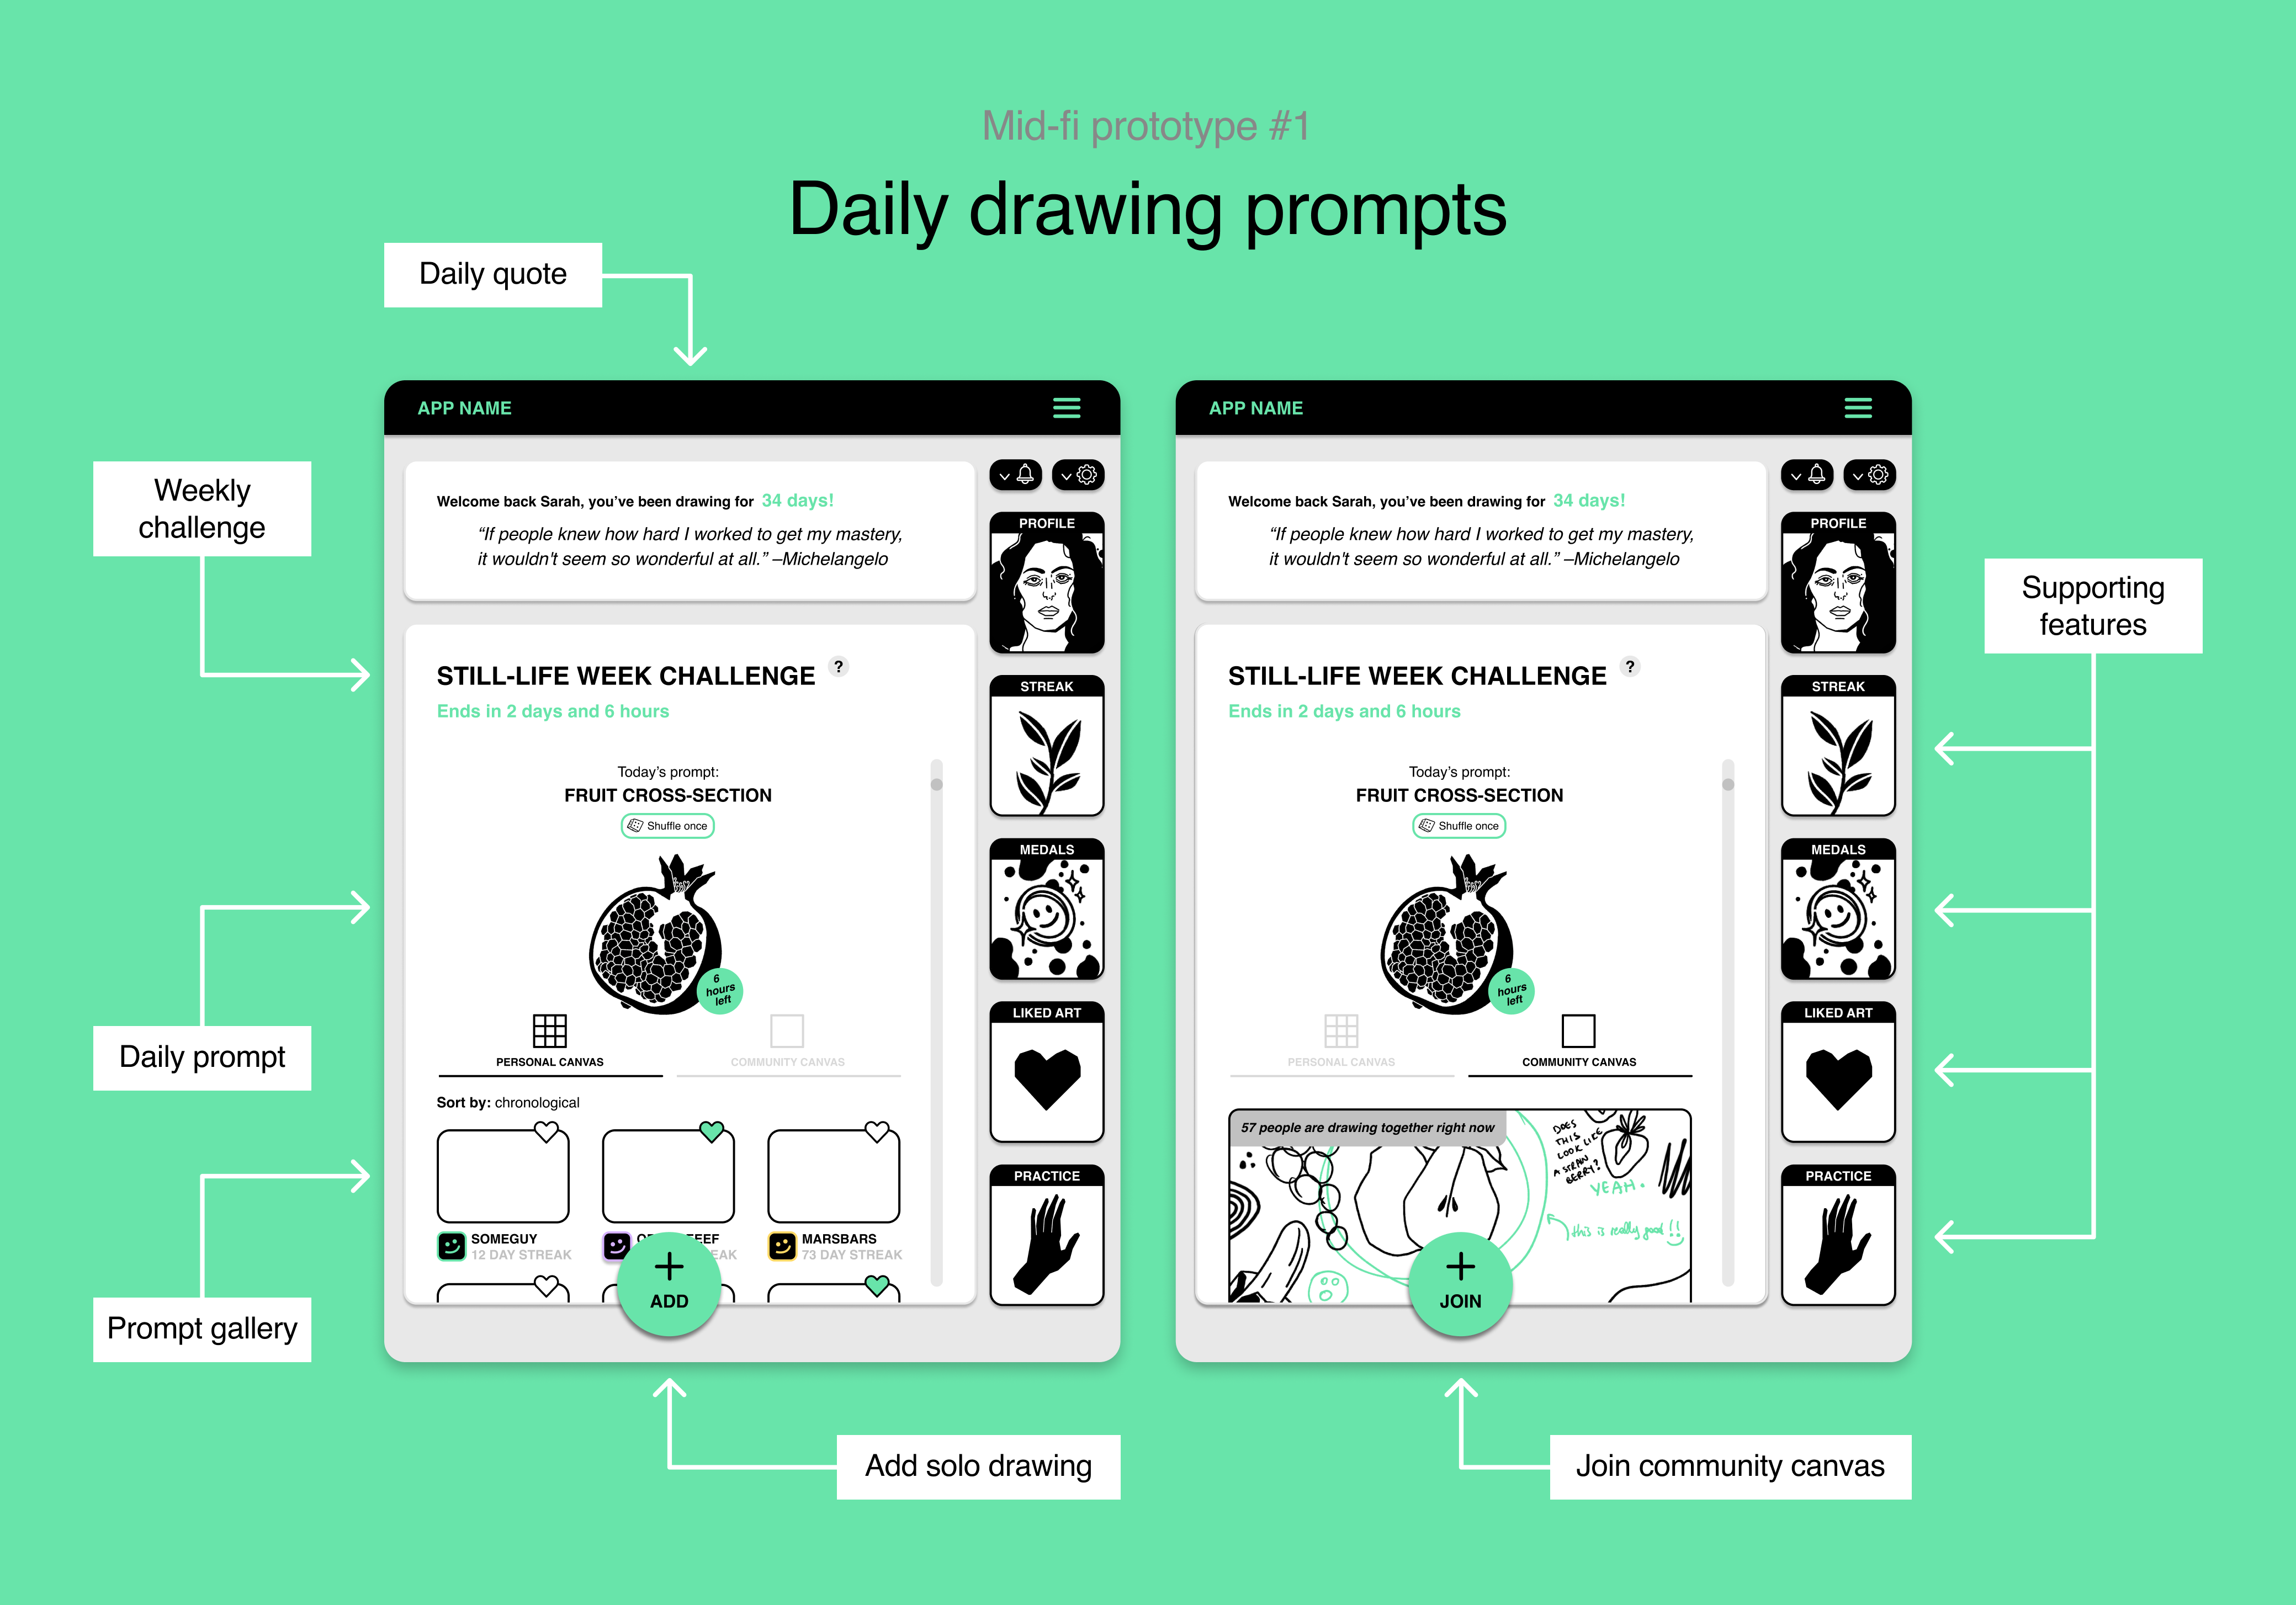 Mid-fi prototype #1
Daily drawing prompts
Daily quote
Weekly
challenge
Daily prompt
Prompt gallery
APP NAME
Welcome back Sarah, you've been drawing for 34 days!
“If people knew how hard I worked to get my mastery,
it wouldn't seem so wonderful at all.” –Michelangelo
STILL-LIFE WEEK CHALLENGE ?
Ends in 2 days and 6 hours
Today's prompt:
FRUIT CROSS-SECTION
Shuffle once
6
hours
left
PERSONAL CANVAS
COMMUNITY CANVAS
Sort by: chronological
SOMEGUY
12 DAY STREAK
MARSBARS
73 DAY STREAK
+
ADD
PROFILE
STREAK
MEDALS
LIKED ART
PRACTICE
Add solo drawing
APP NAME
Welcome back Sarah, you've been drawing for 34 days!
“If people knew how hard I worked to get my mastery,
it wouldn't seem so wonderful at all.” –Michelangelo
STILL-LIFE WEEK CHALLENGE ?
Ends in 2 days and 6 hours
Today's prompt:
FRUIT CROSS-SECTION
Shuffle once
6
hours
left
PERSONAL CANVAS
COMMUNITY CANVAS
57 people are drawing together right now
DOES
THIS
LOOK LIKE
A STRAW
BERRY?
YEAH.
this is really good!!
+
JOIN
PROFILE
STREAK
MEDALS
LIKED ART
PRACTICE
Supporting
features
Join community canvas